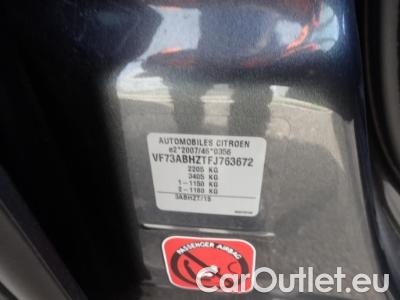 AUTOMOBILES CITROEN
e2*2007/46*0356
VF73ABHZTFJ763672
2205 KG
3405 KG
1-1150 KG
2-1180 KG
3ABHZT/1S
PASSENGER AIRBAG
CarOutlet.eu